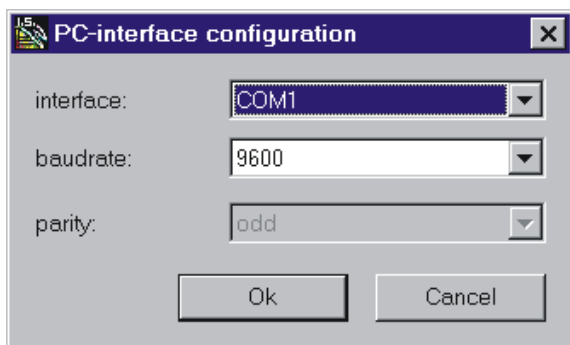 PC-interface configuration
interface: COM1
baudrate: 9600
parity: odd
Ok Cancel